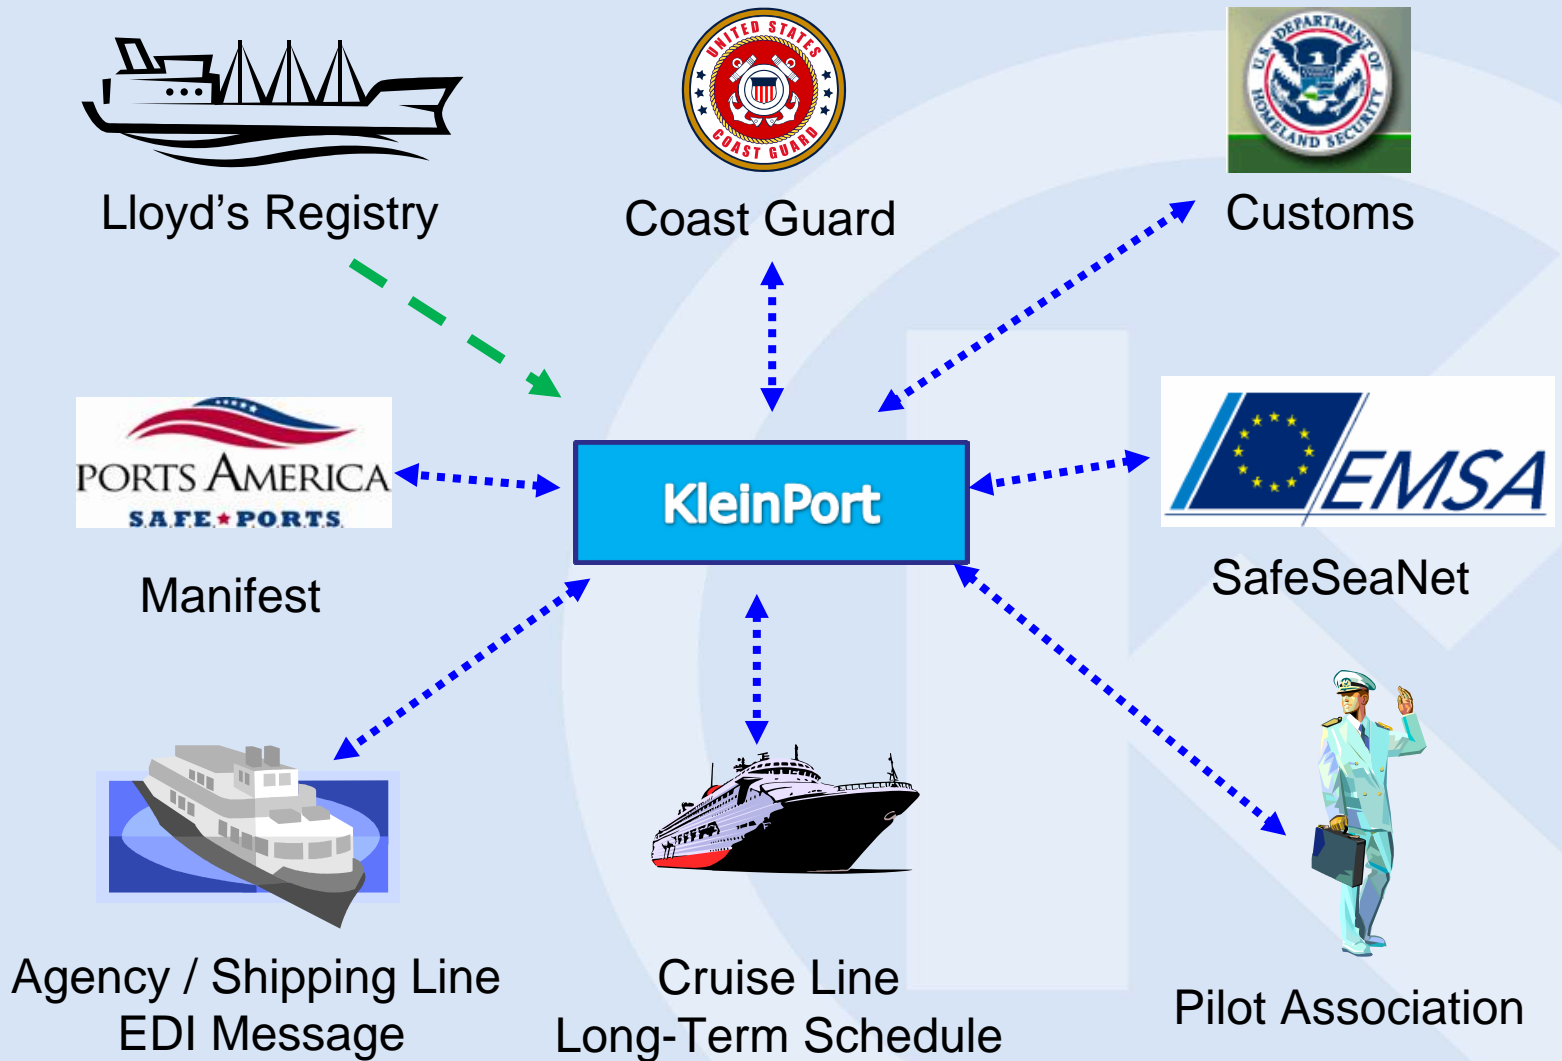 UNITED STATES
COAST GUARD
U.S. DEPARTMENT OF
HOMELAND SECURITY
Lloyd's Registry
Coast Guard
Customs
PORTS AMERICA
SAFE★PORTS
Manifest
KleinPort
EMSA
SafeSeaNet
Agency / Shipping Line
EDI Message
Cruise Line
Long-Term Schedule
Pilot Association